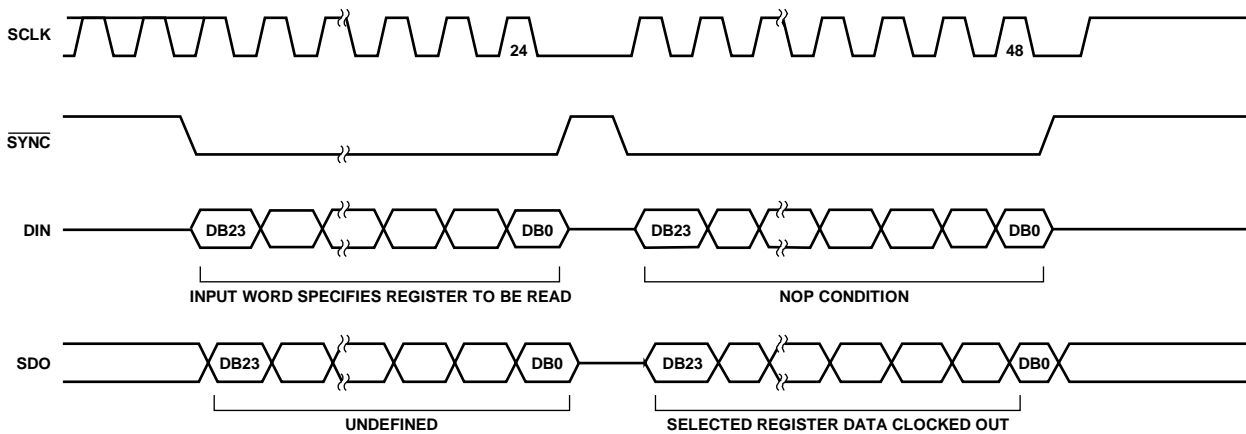 SCLK
24
48
SYNC
DIN
DB23
DB0
DB23
DB0
INPUT WORD SPECIFIES REGISTER TO BE READ
NOP CONDITION
SDO
DB23
DB0
DB23
DB0
UNDEFINED
SELECTED REGISTER DATA CLOCKED OUT